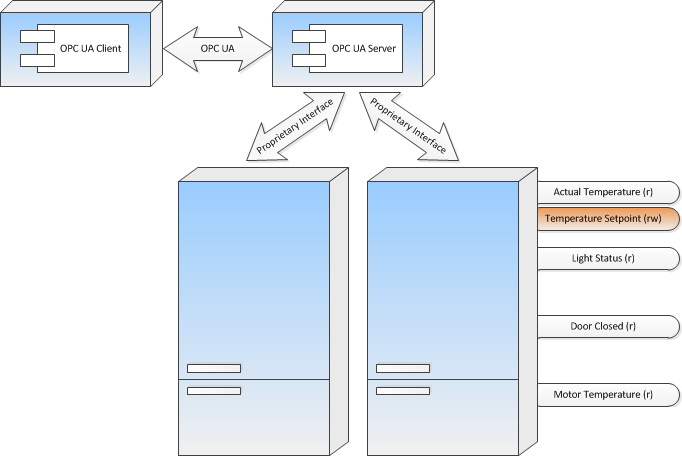 OPC UA Client
OPC UA
OPC UA Server
Proprietary Interface
Proprietary Interface
Actual Temperature (r)
Temperature Setpoint (rw)
Light Status (r)
Door Closed (r)
Motor Temperature (r)